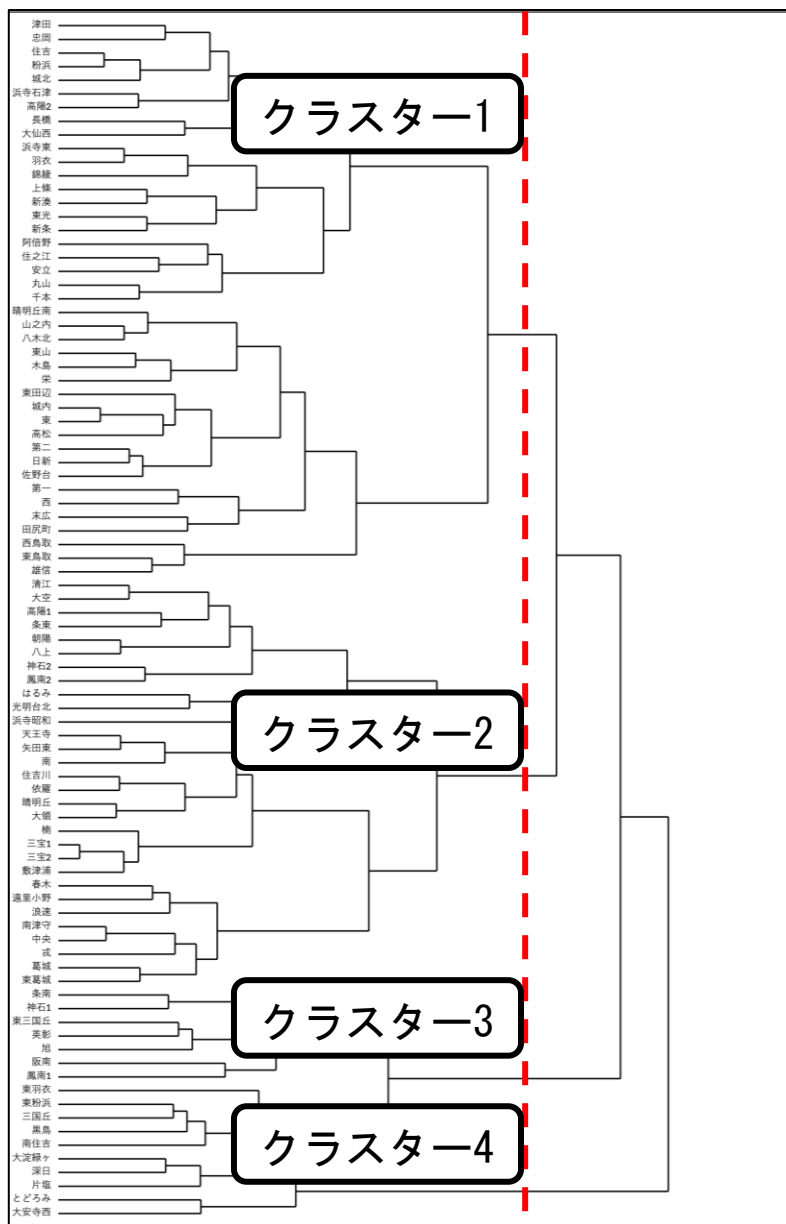 津田
忠岡
住吉
粉浜
城北
浜寺石津
高陽2
クラスター1
長橋
大仙西
浜寺東
羽衣
錦綾
上條
新湊
東光
新条
阿倍野
住之江
安立
丸山
千本
晴明丘南
山之内
八木北
東山
木島
栄
東田辺
城内
東
高松
第二
日新
佐野台
第一
西
末広
田尻町
西鳥取
東鳥取
雄信
清江
大空
高陽1
条東
朝陽
八上
神石2
鳳南2
はるみ
光明台北
浜寺昭和
クラスター2
天王寺
矢田東
南
住吉川
依羅
晴明丘
大領
楠
三宝1
三宝2
敷津浦
春木
遠里小野
浪速
南津守
中央
戎
葛城
東葛城
条南
神石1
クラスター3
東三国丘
英彰
旭
阪南
鳳南1
東羽衣
東粉浜
三国丘
黒鳥
クラスター4
南住吉
大淀緑ヶ
深日
片塩
とどろみ
大安寺西